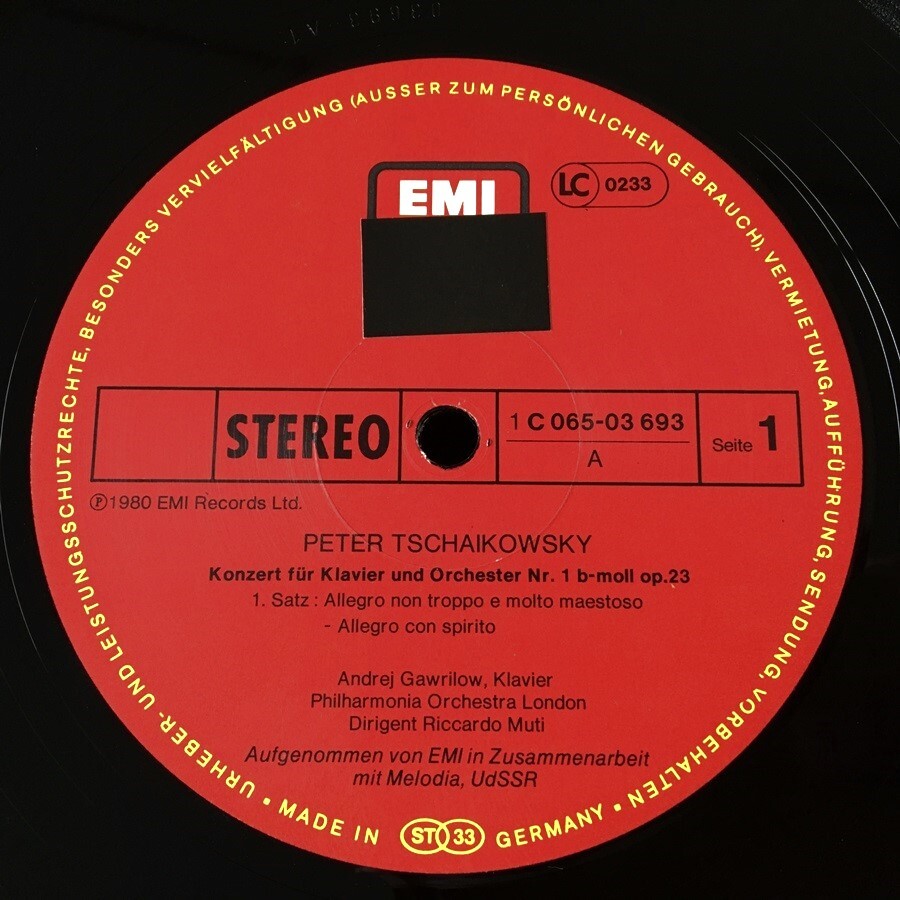 URHEBER- UND LEISTUNGSSCHUTZRECHTE, BESONDERS VERVIELFÄLTIGUNG (AUSSER ZUM PERSÖNLICHEN GEBRAUCH), VERMIETUNG, AUFFÜHRUNG, SENDUNG, VORBEHALTEN
EMI
LC 0233
STEREO
1 C 065-03 693
A
Seite 1
℗1980 EMI Records Ltd.
PETER TSCHAIKOWSKY
Konzert für Klavier und Orchester Nr. 1 b-moll op.23
1. Satz : Allegro non troppo e molto maestoso
- Allegro con spirito
Andrej Gawrilow, Klavier
Philharmonia Orchestra London
Dirigent Riccardo Muti
Aufgenommen von EMI in Zusammenarbeit
mit Melodia, UdSSR
▪ MADE IN ST 33 GERMANY ▪